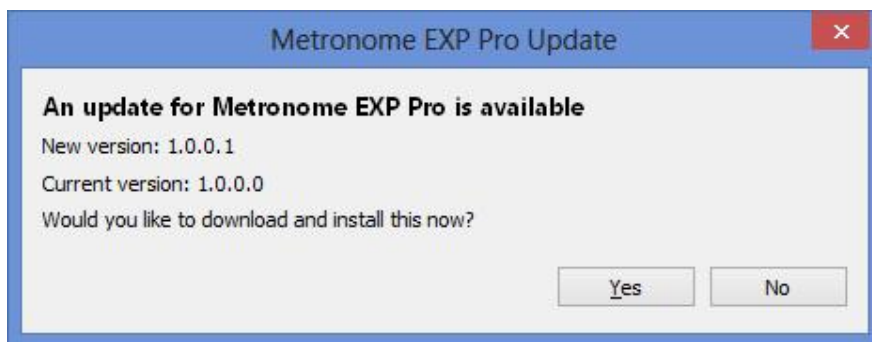 Metronome EXP Pro Update
An update for Metronome EXP Pro is available
New version: 1.0.0.1
Current version: 1.0.0.0
Would you like to download and install this now?
Yes No